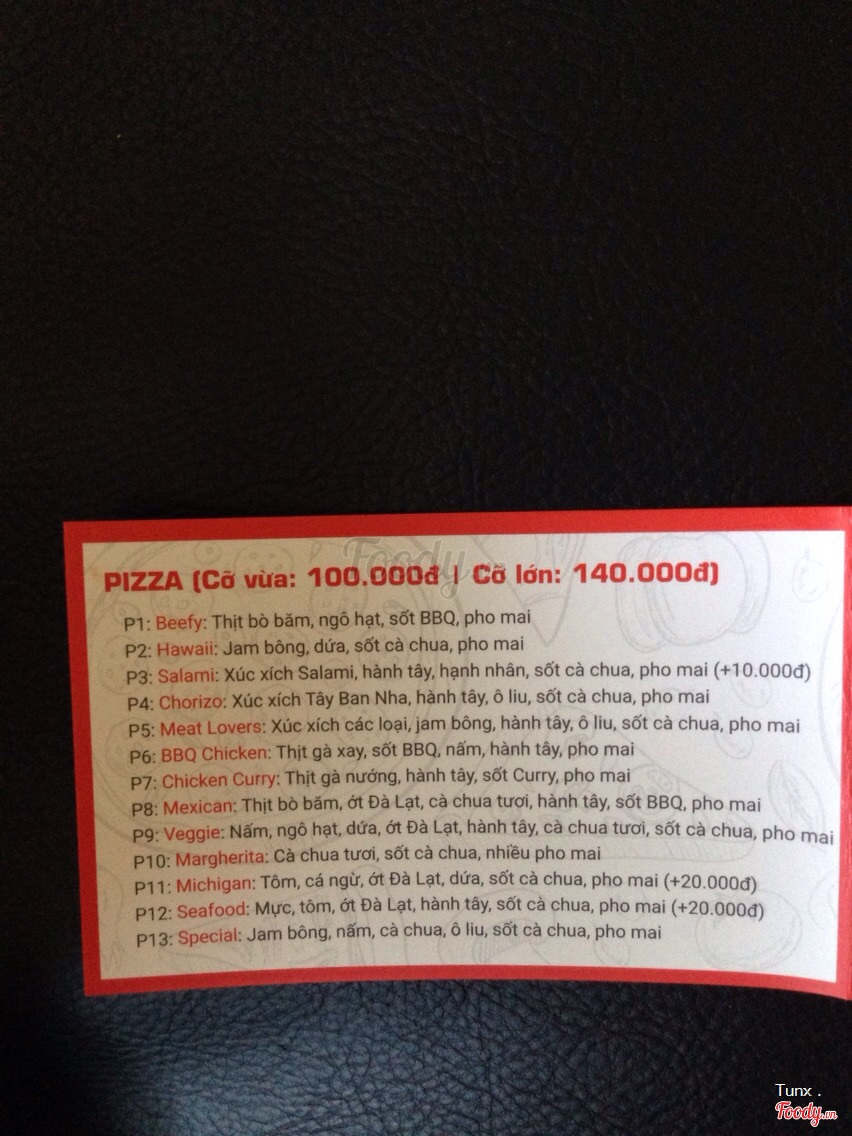 Foody.vn
PIZZA (Cỡ vừa: 100.000đ | Cỡ lớn: 140.000đ)
P1: Beefy: Thịt bò băm, ngô hạt, sốt BBQ, pho mai
P2: Hawaii: Jam bông, dứa, sốt cà chua, pho mai
P3: Salami: Xúc xích Salami, hành tây, hạnh nhân, sốt cà chua, pho mai (+10.000đ)
P4: Chorizo: Xúc xích Tây Ban Nha, hành tây, ô liu, sốt cà chua, pho mai
P5: Meat Lovers: Xúc xích các loại, jam bông, hành tây, ô liu, sốt cà chua, pho mai
P6: BBQ Chicken: Thịt gà xay, sốt BBQ, nấm, hành tây, pho mai
P7: Chicken Curry: Thịt gà nướng, hành tây, sốt Curry, pho mai
P8: Mexican: Thịt bò băm, ớt Đà Lạt, cà chua tượi, hành tây, sốt BBQ, pho mai
P9: Veggie: Nấm, ngô hạt, dứa, ớt Đà Lạt, hành tây, cà chua tươi, sốt cà chua, pho mai
P10: Margherita: Cà chua tươi, sốt cà chua, nhiều pho mai
P11: Michigan: Tôm, cá ngừ, ớt Đà Lạt, dứa, sốt cà chua, pho mai (+20.000đ)
P12: Seafood: Mực, tôm, ớt Đà Lạt, hành tây, sốt cà chua, pho mai (+20.000đ)
P13: Special: Jam bông, nấm, cà chua, ô liu, sốt cà chua, pho mai
Tunx .
Foody.vn